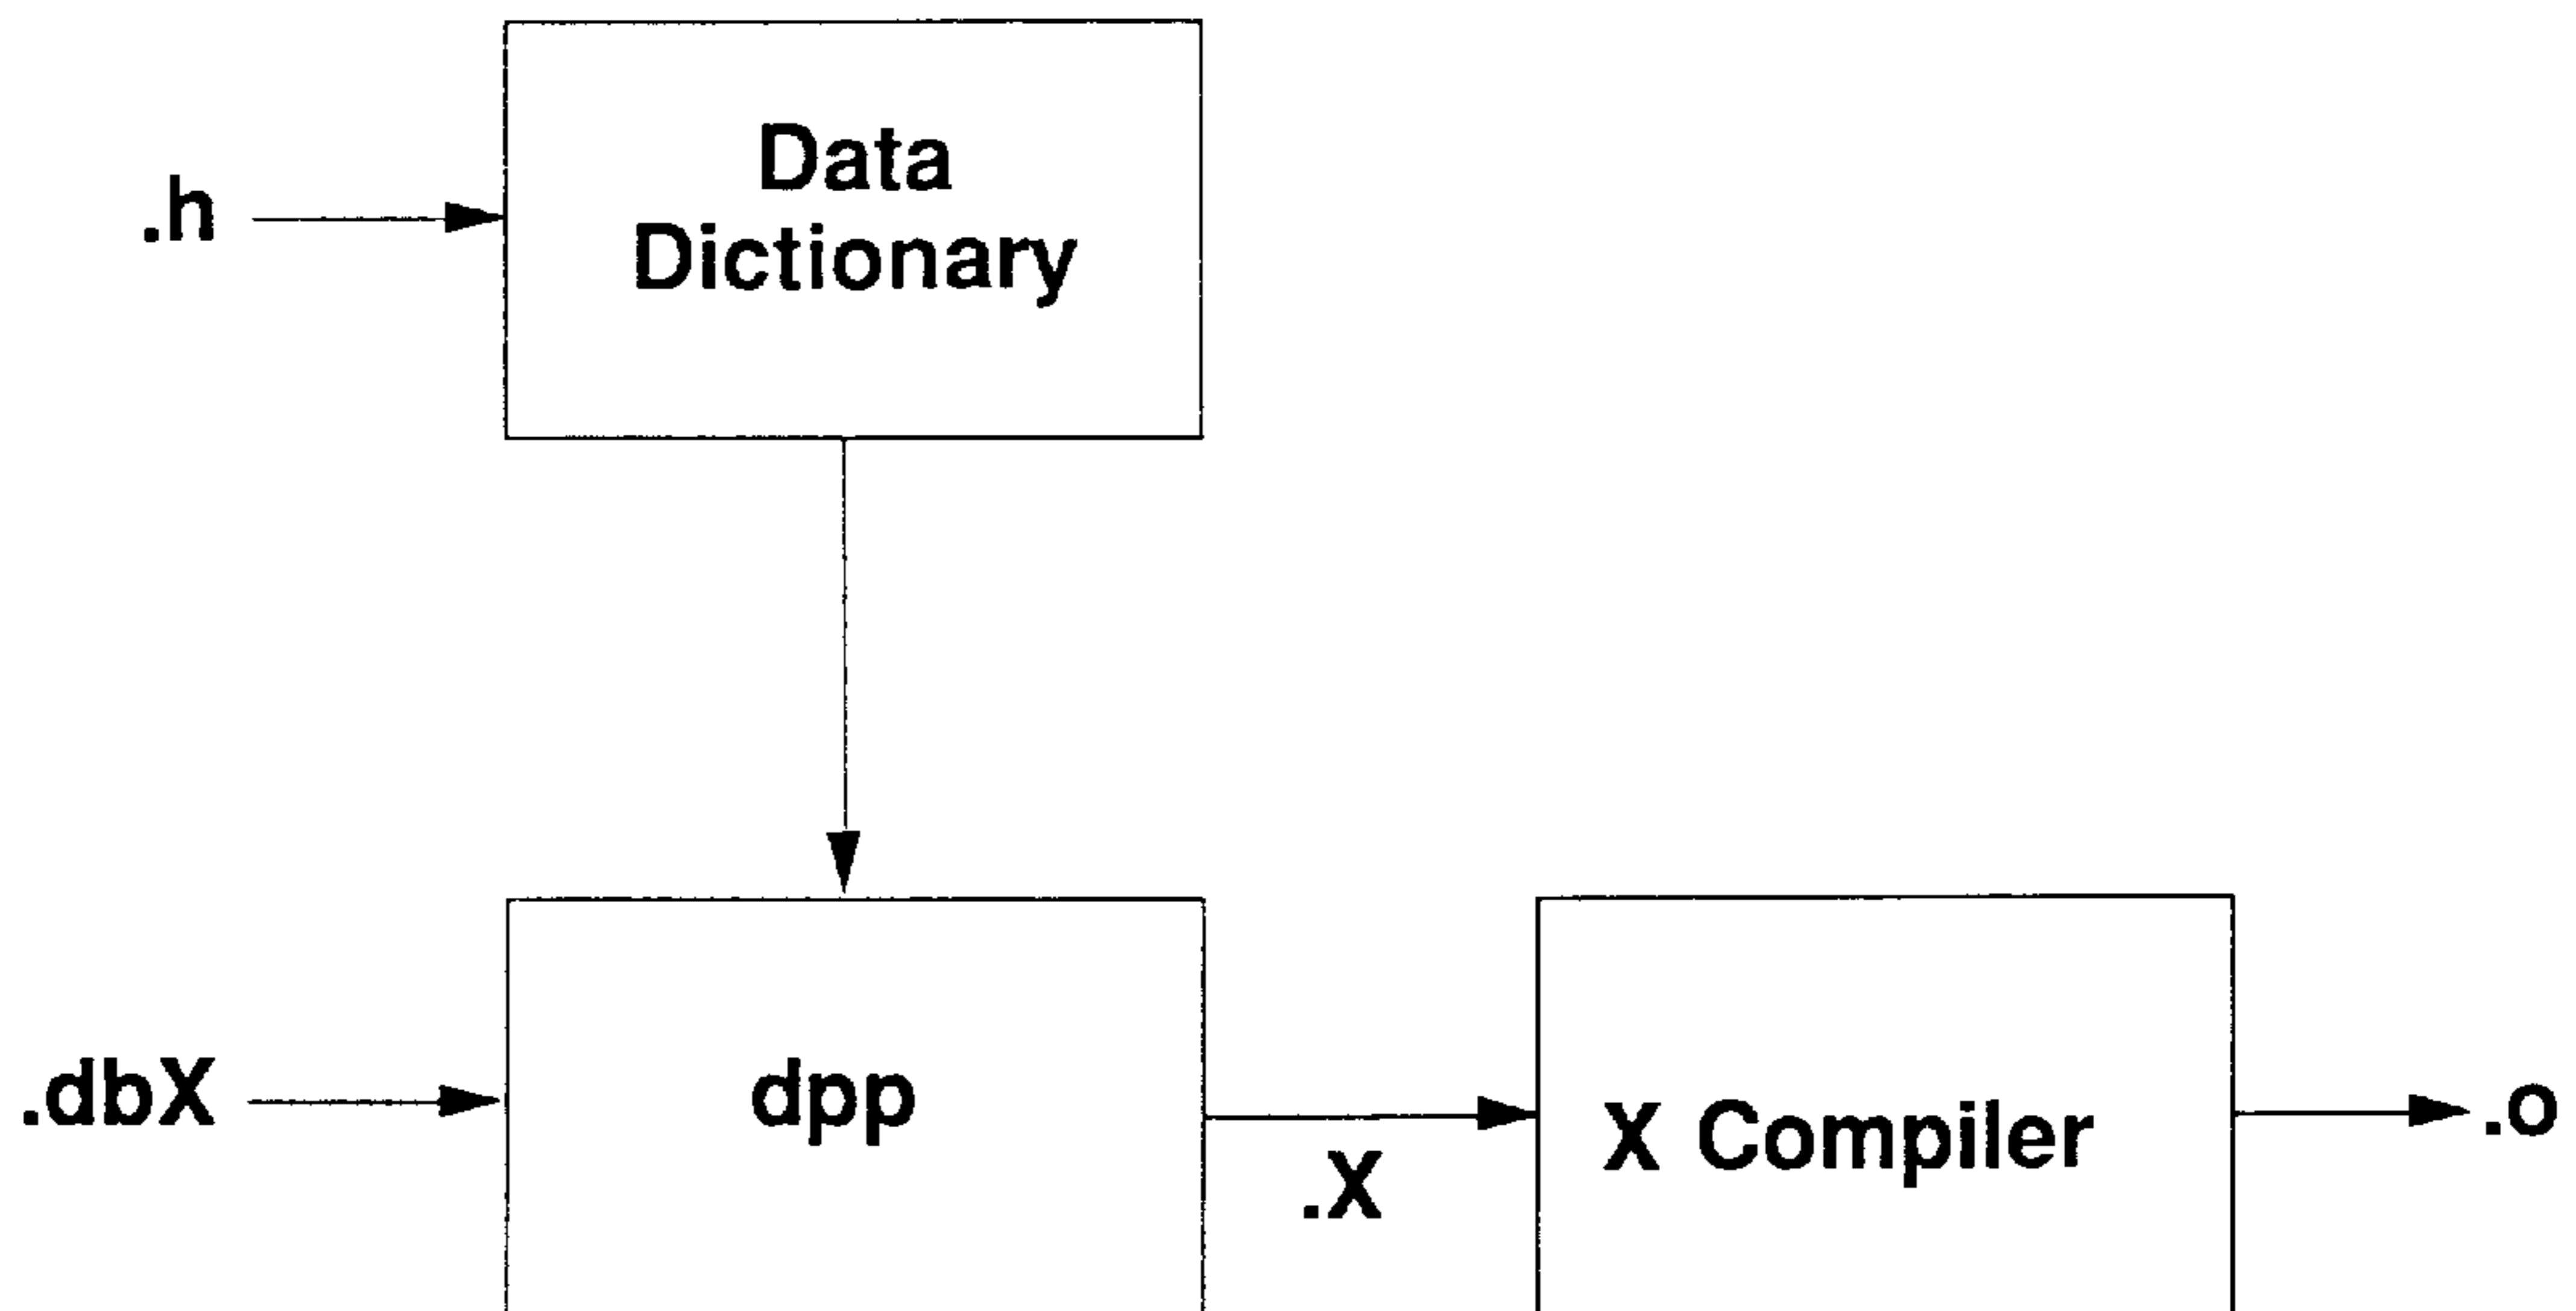 Data
Dictionary
.h
.dbX
dpp
.X
X Compiler
.o